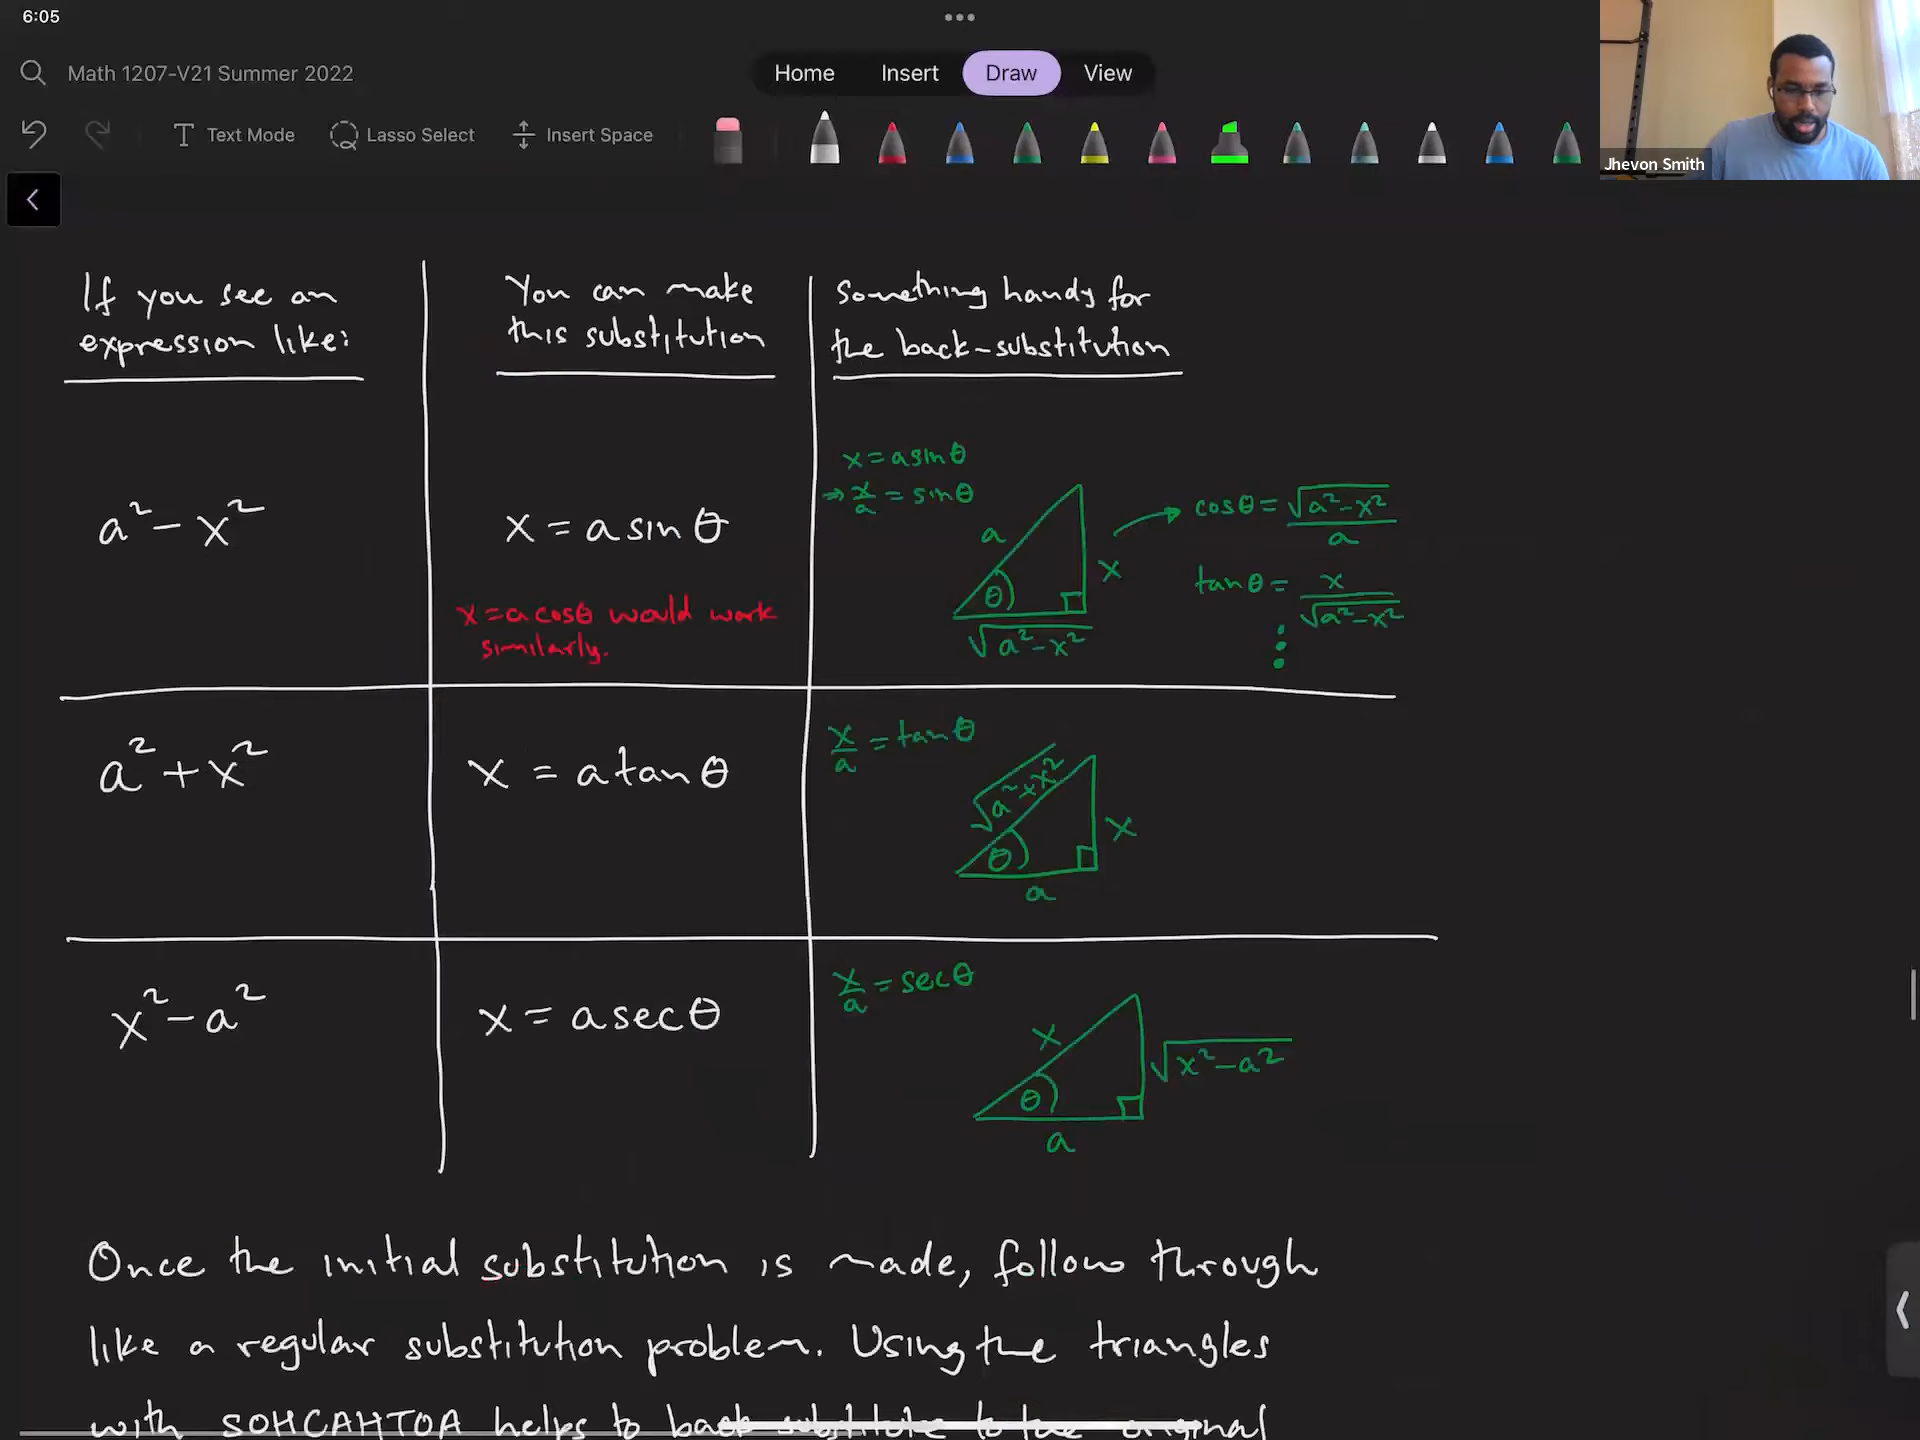 6:05
Math 1207-V21 Summer 2022
Home Insert Draw View
Text Mode Lasso Select Insert Space
Jhevon Smith
If you see an expression like:
You can make this substitution
Something handy for the back-substitution
a² - x²
x = a sin θ
x = a cos θ would work
similarly.
x = a sin θ
⇒ x/a = sin θ
a
θ
x
√(a² - x²)
cos θ = √(a² - x²)/a
tan θ = x/√(a² - x²)
⋮
a² + x²
x = a tan θ
x/a = tan θ
√(a² + x²)
θ
x
a
x² - a²
x = a sec θ
x/a = sec θ
x
θ
√(x² - a²)
a
Once the initial substitution is made, follow through
like a regular substitution problem. Using the triangles
with SOHCAHTOA helps to back substitute to the original